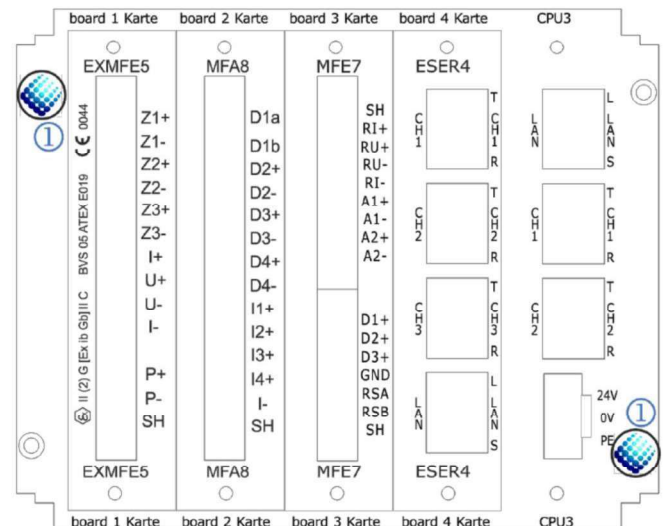 board 1 Karte board 2 Karte board 3 Karte board 4 Karte CPU3
EXMFE5 MFA8 MFE7 ESER4
①
CE 0044 BVS 05 ATEX E019
Ex II (2) G [Ex ib Gb] II C
Z1+
Z1-
Z2+
Z2-
Z3+
Z3-
I+
U+
U-
I-
P+
P-
SH
D1a
D1b
D2+
D2-
D3+
D3-
D4+
D4-
I1+
I2+
I3+
I4+
I-
SH
SH
RI+
RU+
RU-
RI-
A1+
A1-
A2+
A2-
D1+
D2+
D3+
GND
RSA
RSB
SH
CH1 T CH1 R
CH2 T CH2 R
CH3 T CH3 R
LAN L LAN S
LAN L LAN S
CH1 T CH1 R
CH2 T CH2 R
24V
0V
PE
①
EXMFE5 MFA8 MFE7 ESER4
board 1 Karte board 2 Karte board 3 Karte board 4 Karte CPU3